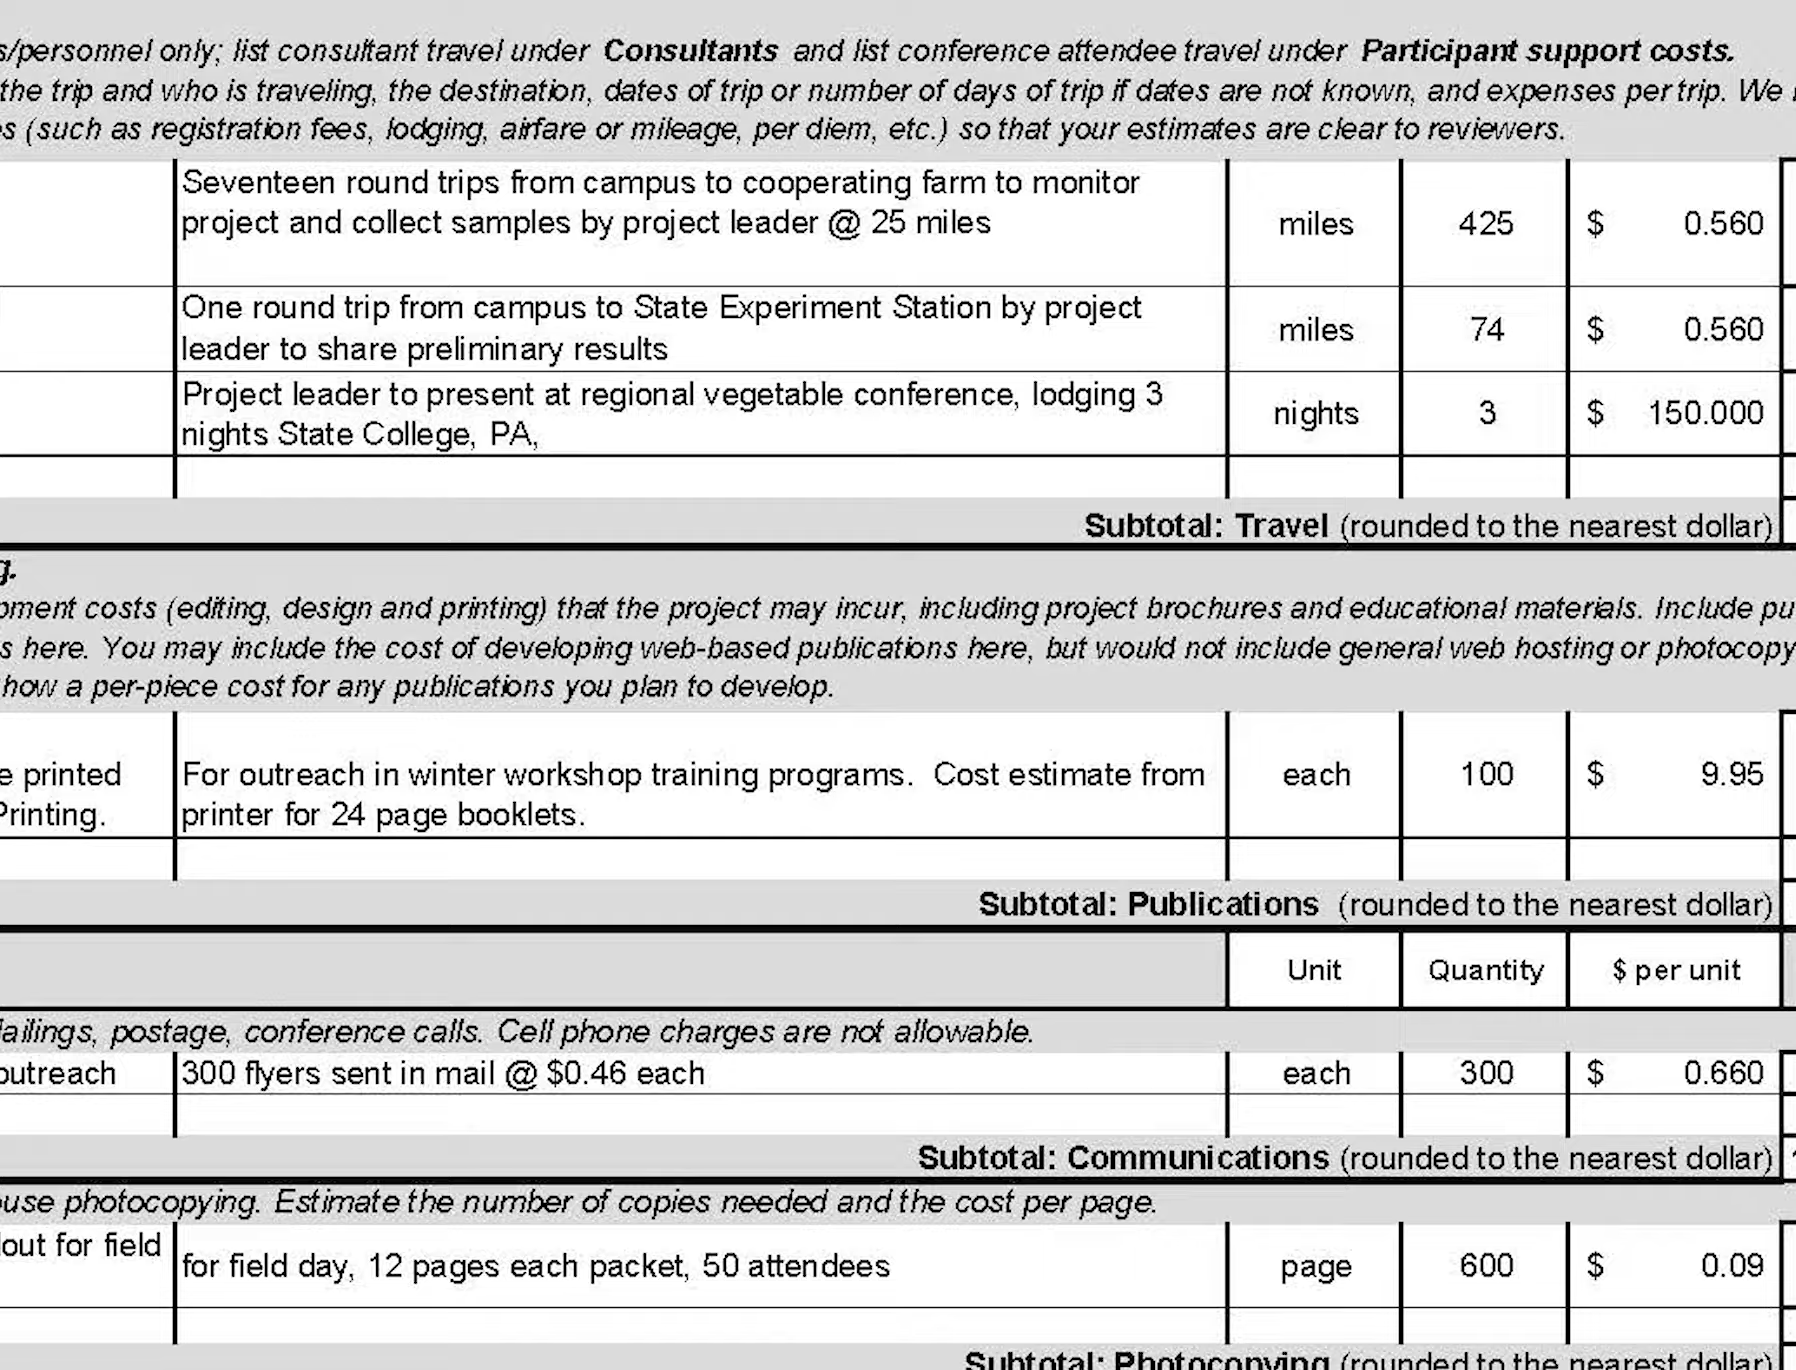 s/personnel only; list consultant travel under Consultants and list conference attendee travel under Participant support costs.
the trip and who is traveling, the destination, dates of trip or number of days of trip if dates are not known, and expenses per trip. We
s (such as registration fees, lodging, airfare or mileage, per diem, etc.) so that your estimates are clear to reviewers.
Seventeen round trips from campus to cooperating farm to monitor
project and collect samples by project leader @ 25 miles
miles 425 $ 0.560
One round trip from campus to State Experiment Station by project
leader to share preliminary results
miles 74 $ 0.560
Project leader to present at regional vegetable conference, lodging 3
nights State College, PA,
nights 3 $ 150.000
Subtotal: Travel (rounded to the nearest dollar)
g.
pment costs (editing, design and printing) that the project may incur, including project brochures and educational materials. Include pu
s here. You may include the cost of developing web-based publications here, but would not include general web hosting or photocopy
how a per-piece cost for any publications you plan to develop.
e printed
Printing.
For outreach in winter workshop training programs. Cost estimate from
printer for 24 page booklets.
each 100 $ 9.95
Subtotal: Publications (rounded to the nearest dollar)
Unit Quantity $ per unit
ailings, postage, conference calls. Cell phone charges are not allowable.
outreach 300 flyers sent in mail @ $0.46 each each 300 $ 0.660
Subtotal: Communications (rounded to the nearest dollar)
ouse photocopying. Estimate the number of copies needed and the cost per page.
out for field
for field day, 12 pages each packet, 50 attendees page 600 $ 0.09
Subtotal: Photocopying (rounded to the nearest dollar)